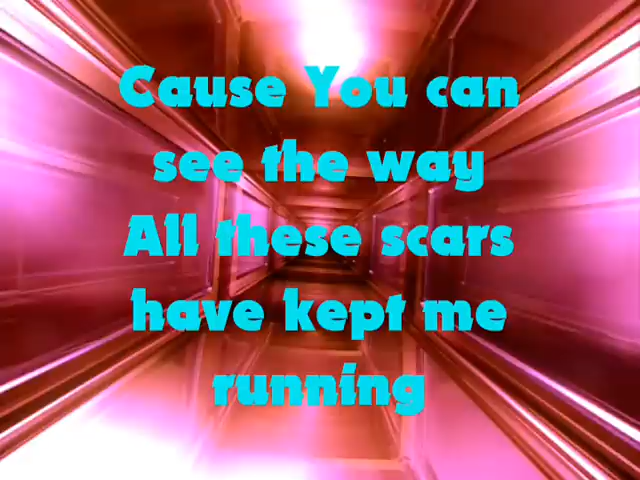 Cause You can
see the way
All these scars
have kept me
running